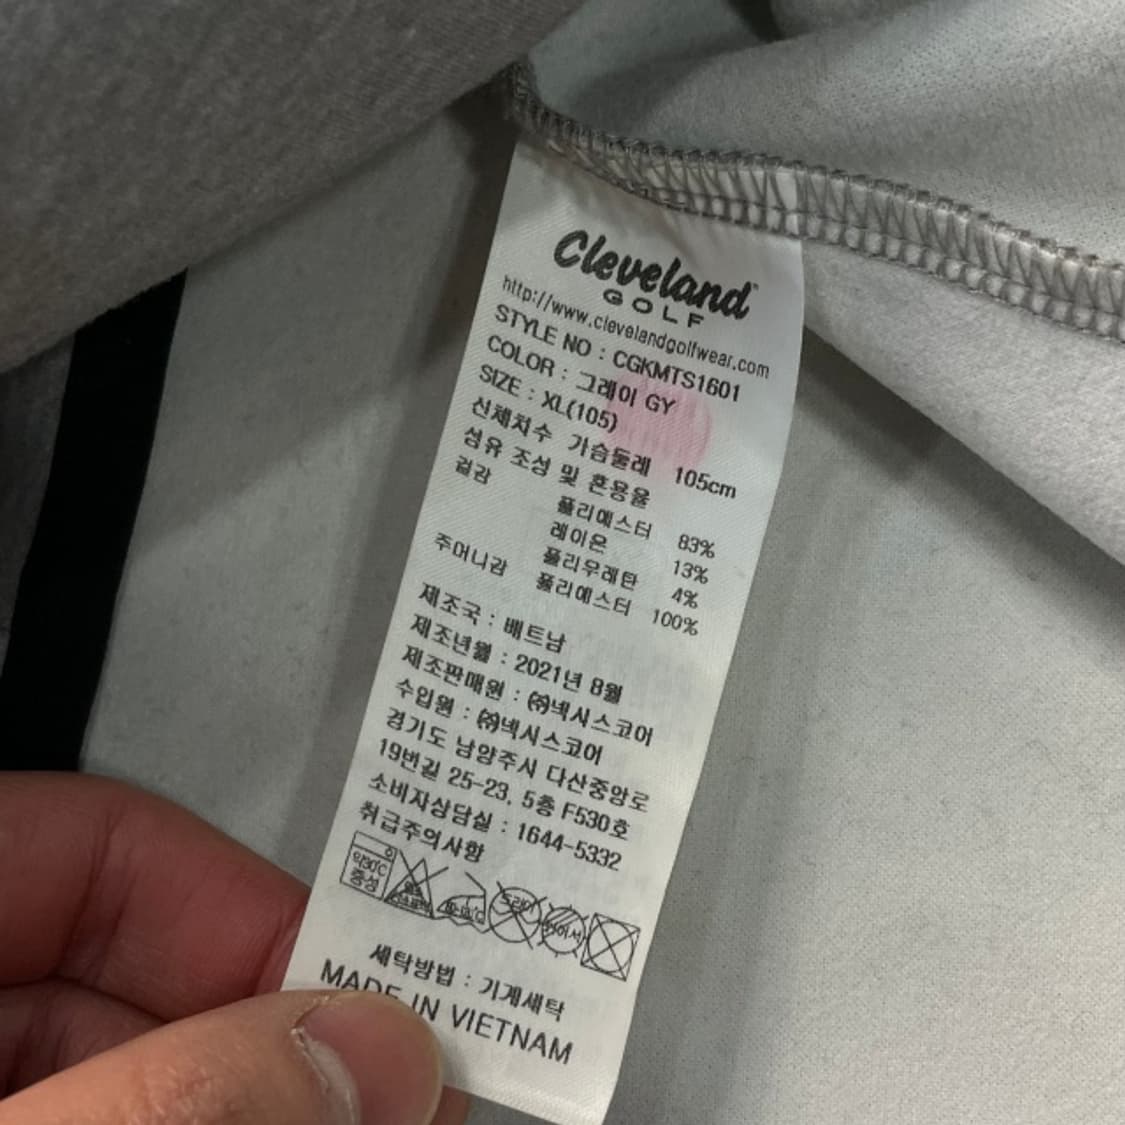 Cleveland
GOLF
http://www.clevelandgolfwear.com
STYLE NO : CGKMTS1601
COLOR : 그레이 GY
SIZE : XL(105)
신체치수 가슴둘레 105cm
섬유 조성 및 혼용율
겉감 폴리에스터 83%
레이온 13%
폴리우레탄 4%
주머니감 폴리에스터 100%
제조국 : 베트남
제조년월 : 2021년 8월
제조판매원 : ㈜넥시스코어
수입원 : ㈜넥시스코어
경기도 남양주시 다산중앙로
19번길 25-23, 5층 F530호
소비자상담실 : 1644-5332
취급주의사항
약30℃
중성
드라이
세탁방법 : 기계세탁
MADE IN VIETNAM